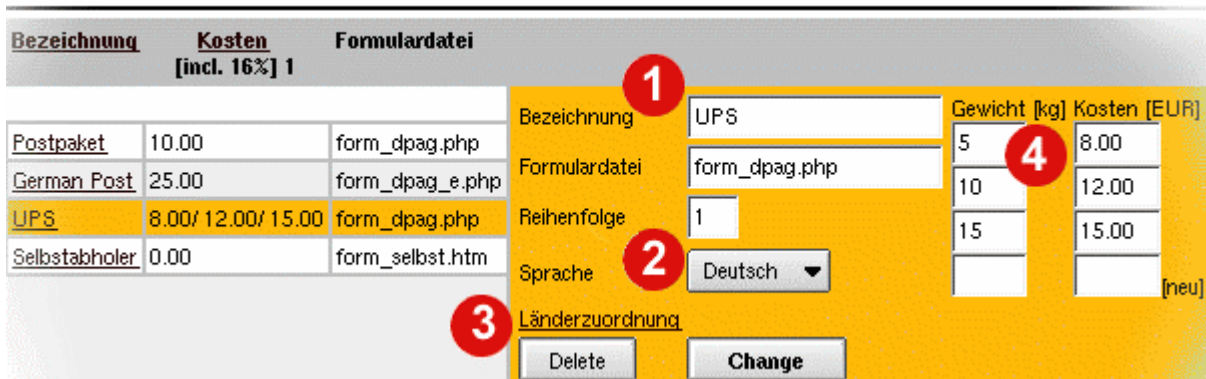 Bezeichnung Kosten Formulardatei
[incl. 16%] 1
Postpaket 10.00 form_dpag.php
German Post 25.00 form_dpag_e.php
UPS 8.00/ 12.00/ 15.00 form_dpag.php
Selbstabholer 0.00 form_selbst.htm
1
Bezeichnung UPS
Formulardatei form_dpag.php
Reihenfolge 1
2
Sprache Deutsch
3
Länderzuordnung
Delete Change
Gewicht [kg] Kosten [EUR]
4
5 8.00
10 12.00
15 15.00
[neu]